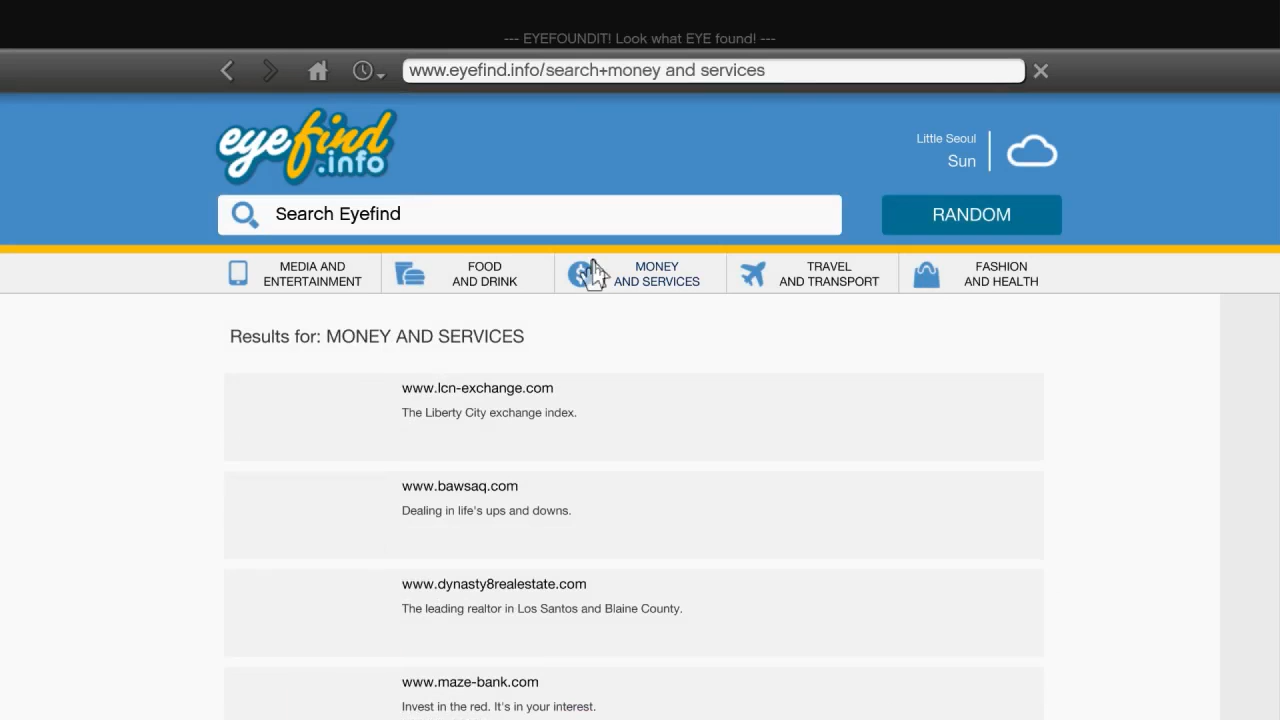 --- EYEFOUNDIT! Look what EYE found! ---
www.eyefind.info/search+money and services
eyefind
.info
Little Seoul
Sun
Search Eyefind
RANDOM
MEDIA AND
ENTERTAINMENT
FOOD
AND DRINK
MONEY
AND SERVICES
TRAVEL
AND TRANSPORT
FASHION
AND HEALTH
Results for: MONEY AND SERVICES
www.lcn-exchange.com
The Liberty City exchange index.
www.bawsaq.com
Dealing in life's ups and downs.
www.dynasty8realestate.com
The leading realtor in Los Santos and Blaine County.
www.maze-bank.com
Invest in the red. It's in your interest.